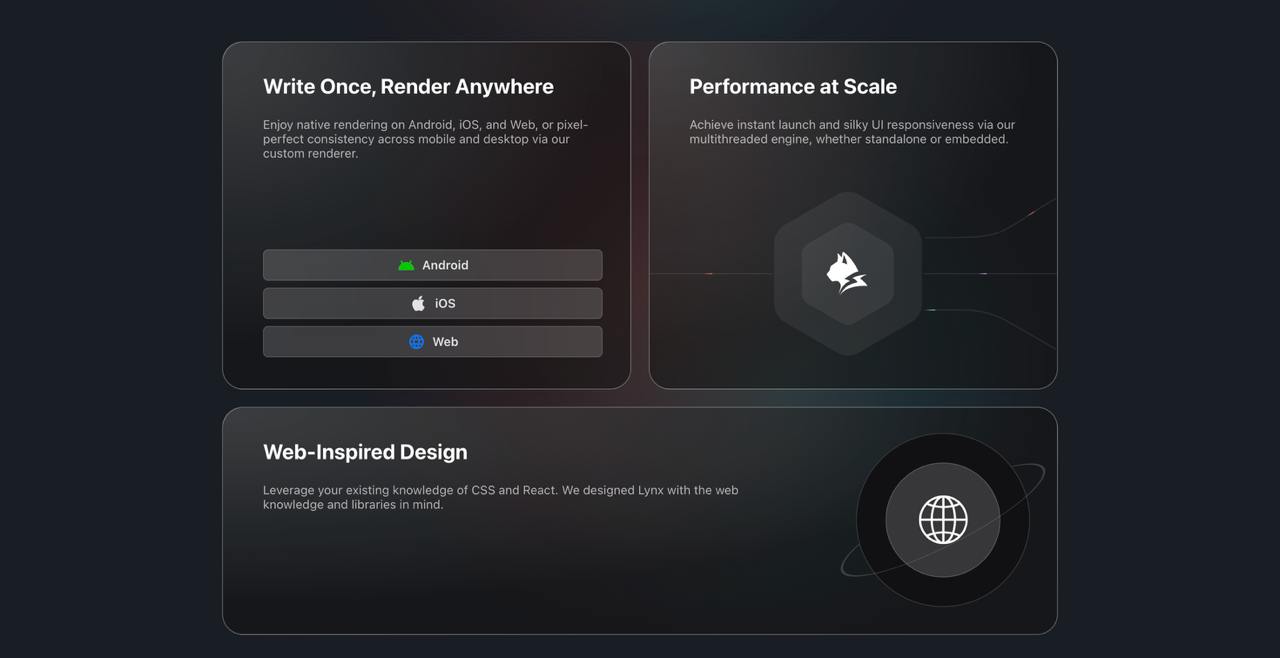 Write Once, Render Anywhere
Enjoy native rendering on Android, iOS, and Web, or pixel-
perfect consistency across mobile and desktop via our
custom renderer.
Android
iOS
Web
Performance at Scale
Achieve instant launch and silky UI responsiveness via our
multithreaded engine, whether standalone or embedded.
Web-Inspired Design
Leverage your existing knowledge of CSS and React. We designed Lynx with the web
knowledge and libraries in mind.